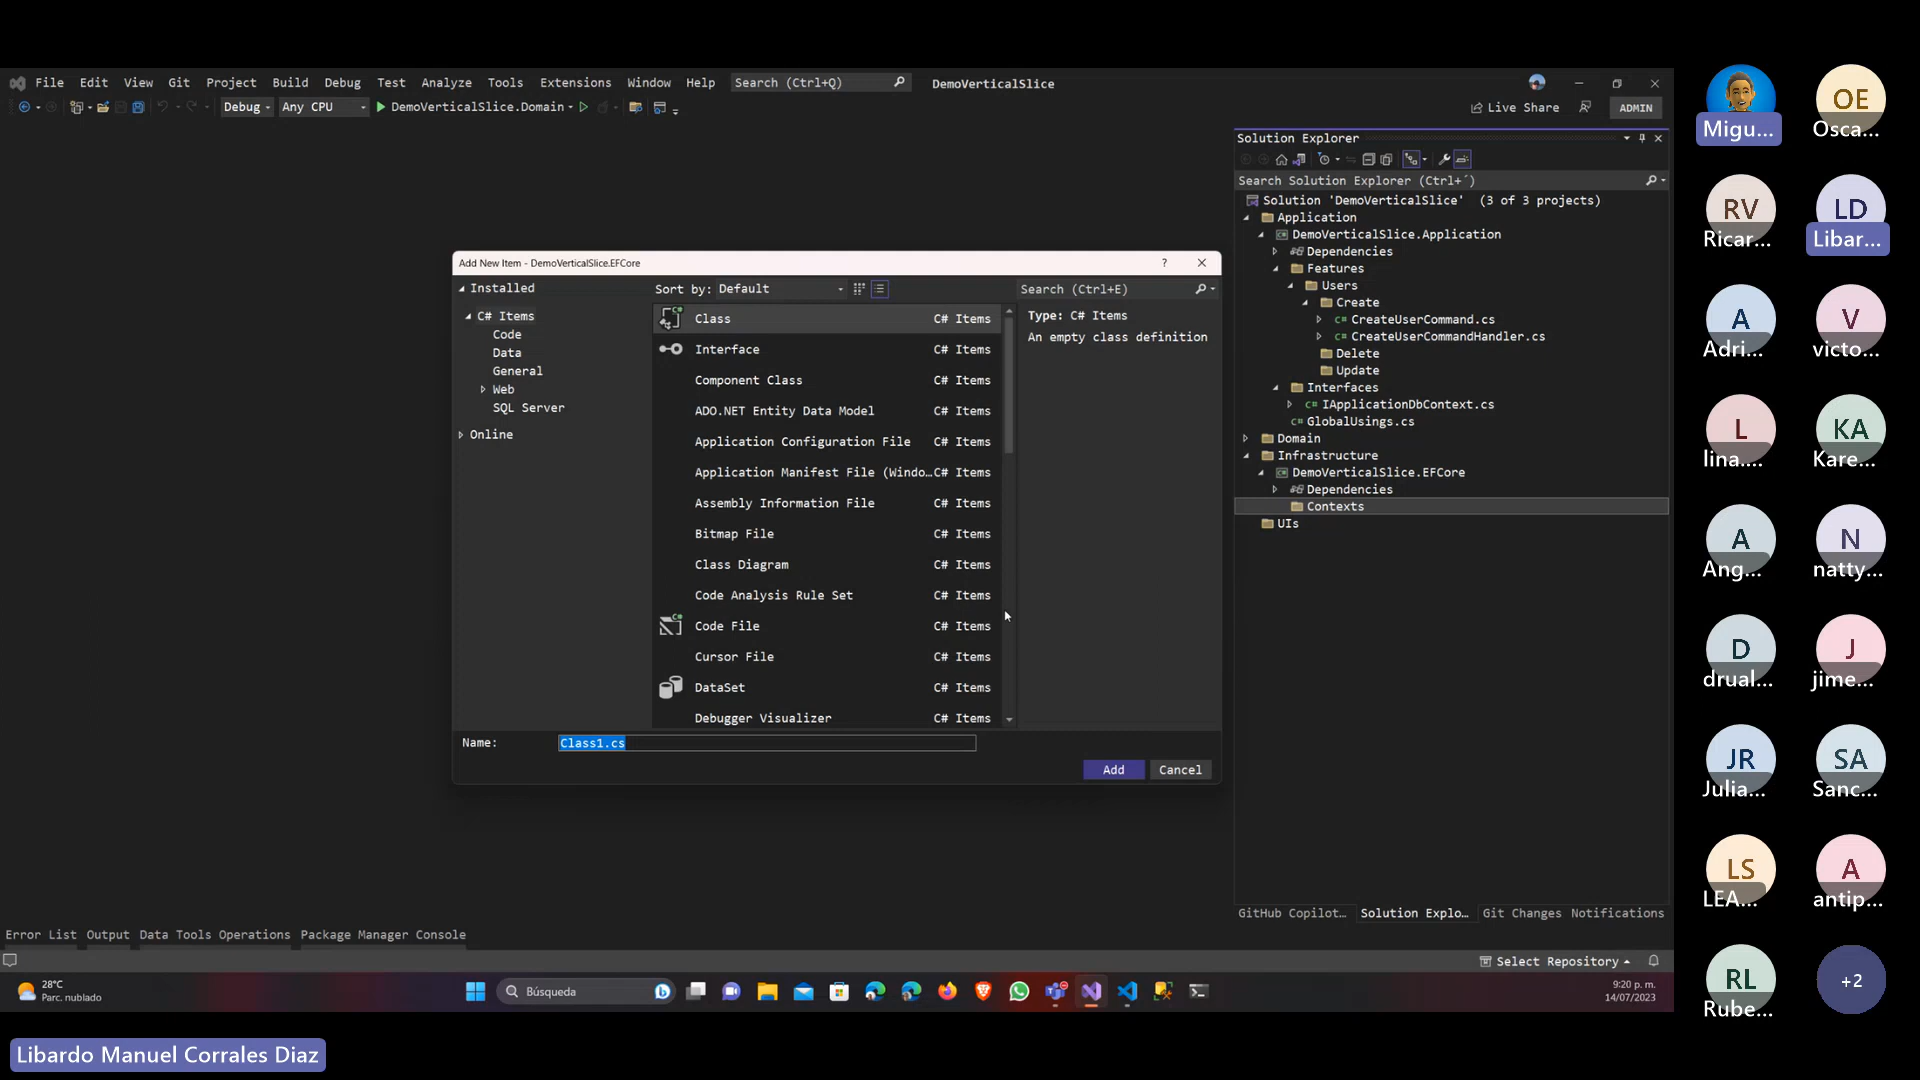 File Edit View Git Project Build Debug Test Analyze Tools Extensions Window Help Search (Ctrl+Q) DemoVerticalSlice
Debug Any CPU DemoVerticalSlice.Domain Live Share ADMIN
Solution Explorer
Search Solution Explorer (Ctrl+´)
Solution 'DemoVerticalSlice' (3 of 3 projects)
Application
DemoVerticalSlice.Application
Dependencies
Features
Users
Create
C# CreateUserCommand.cs
C# CreateUserCommandHandler.cs
Delete
Update
Interfaces
C# IApplicationDbContext.cs
C# GlobalUsings.cs
Domain
Infrastructure
DemoVerticalSlice.EFCore
Dependencies
Contexts
UIs
Add New Item - DemoVerticalSlice.EFCore ?
Installed
C# Items
Code
Data
General
Web
SQL Server
Online
Sort by: Default
Class C# Items
Interface C# Items
Component Class C# Items
ADO.NET Entity Data Model C# Items
Application Configuration File C# Items
Application Manifest File (Windo... C# Items
Assembly Information File C# Items
Bitmap File C# Items
Class Diagram C# Items
Code Analysis Rule Set C# Items
Code File C# Items
Cursor File C# Items
DataSet C# Items
Debugger Visualizer C# Items
Search (Ctrl+E)
Type: C# Items
An empty class definition
Name: Class1.cs
Add Cancel
GitHub Copilot... Solution Explo... Git Changes Notifications
Error List Output Data Tools Operations Package Manager Console
Select Repository
28°C
Parc. nublado
Búsqueda
9:20 p. m.
14/07/2023
Migu...
OE
Osca...
RV
Ricar...
LD
Libar...
A
Adri...
V
victo...
L
lina....
KA
Kare...
A
Ang...
N
natty...
D
drual...
J
jime...
JR
Julia...
SA
Sanc...
LS
LEA...
A
antip...
RL
Rube...
+2
Libardo Manuel Corrales Diaz